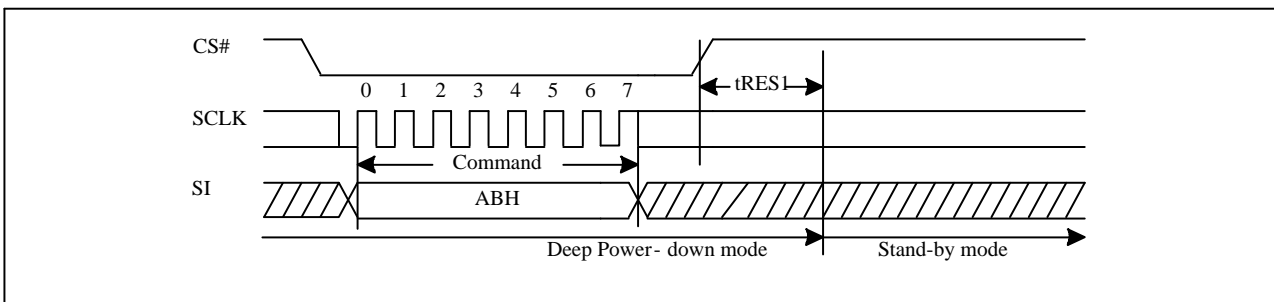 CS#
tRES1
0 1 2 3 4 5 6 7
SCLK
Command
SI
ABH
Deep Power- down mode Stand-by mode